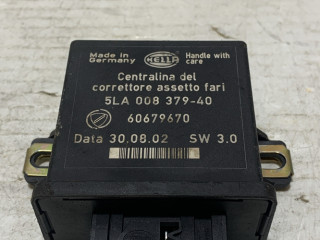 Made in Germany
HELLA
Handle with care
Centralina del
correttore assetto fari
5LA 008 379-40
60679670
Data 30.08.02 SW 3.0